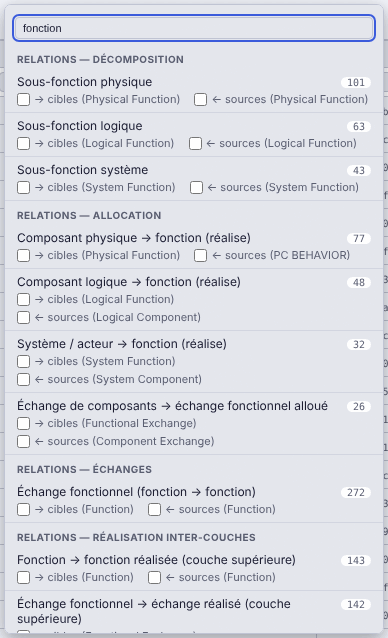 fonction
RELATIONS — DÉCOMPOSITION
Sous-fonction physique 101
→ cibles (Physical Function) ← sources (Physical Function)
Sous-fonction logique 63
→ cibles (Logical Function) ← sources (Logical Function)
Sous-fonction système 43
→ cibles (System Function) ← sources (System Function)
RELATIONS — ALLOCATION
Composant physique → fonction (réalise) 77
→ cibles (Physical Function) ← sources (PC BEHAVIOR)
Composant logique → fonction (réalise) 48
→ cibles (Logical Function)
← sources (Logical Component)
Système / acteur → fonction (réalise) 32
→ cibles (System Function)
← sources (System Component)
Échange de composants → échange fonctionnel alloué 26
→ cibles (Functional Exchange)
← sources (Component Exchange)
RELATIONS — ÉCHANGES
Échange fonctionnel (fonction → fonction) 272
→ cibles (Function) ← sources (Function)
RELATIONS — RÉALISATION INTER-COUCHES
Fonction → fonction réalisée (couche supérieure) 143
→ cibles (Function) ← sources (Function)
Échange fonctionnel → échange réalisé (couche 142
supérieure)